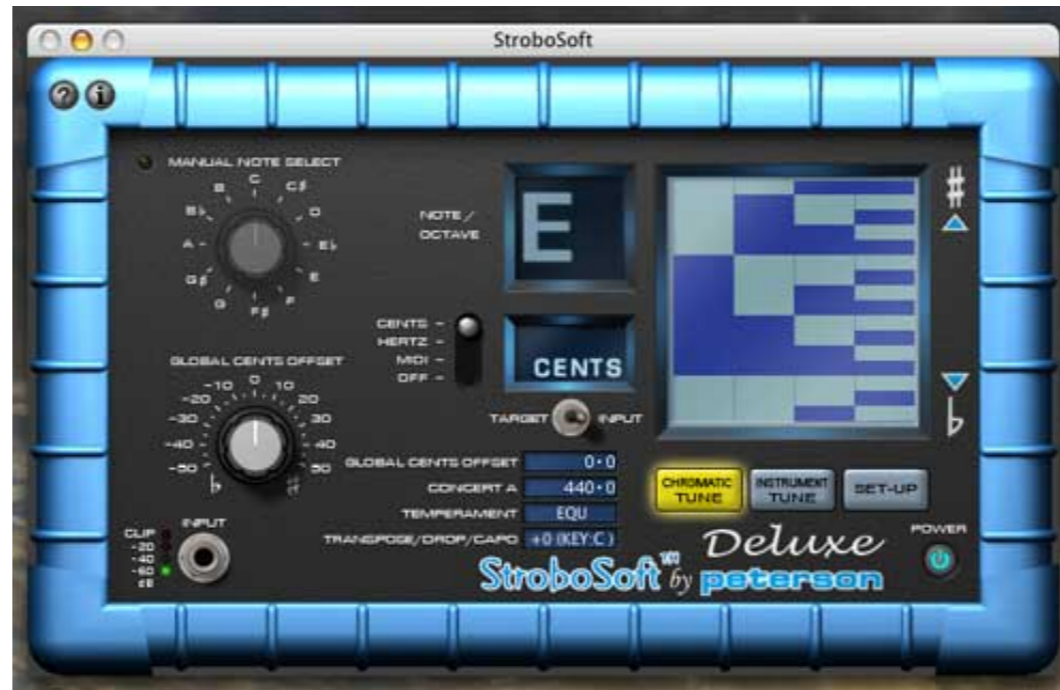 StroboSoft
? i
MANUAL NOTE SELECT
C
B C♯
B♭ D
A E♭
G♯ E
G F
F♯
NOTE /
OCTAVE
E
♯
♭
CENTS
HERTZ
MIDI
OFF
CENTS
TARGET INPUT
GLOBAL CENTS OFFSET
0
-10 10
-20 20
-30 30
-40 40
-50 50
♭ ♯
GLOBAL CENTS OFFSET 0•0
CONCERT A 440•0
TEMPERAMENT EQU
TRANSPOSE/DROP/CAPO +0 (KEY:C )
CHROMATIC
TUNE
INSTRUMENT
TUNE
SET-UP
INPUT
CLIP
-20
-40
-60
dB
POWER
Deluxe
StroboSoft™ by peterson